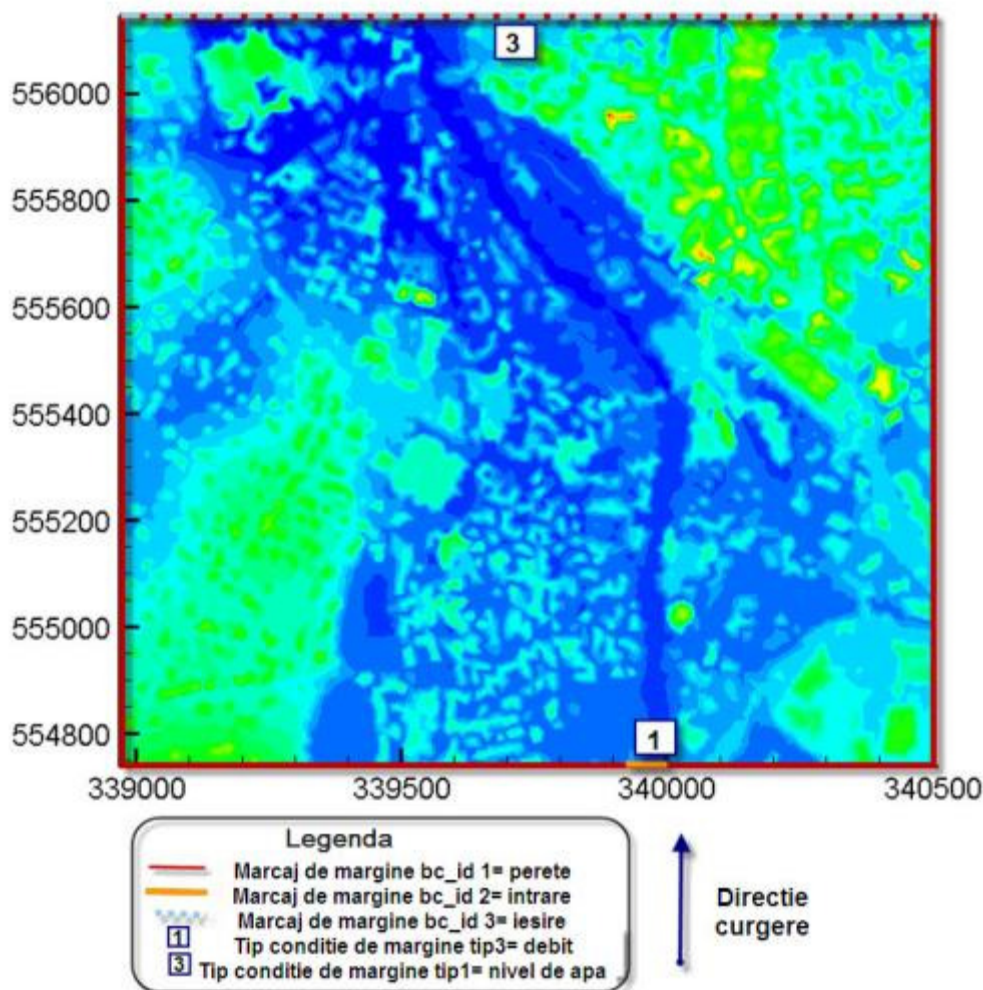 3
556000
555800
555600
555400
555200
555000
554800
1
339000 339500 340000 340500
Legenda
Marcaj de margine bc_id 1= perete
Marcaj de margine bc_id 2= intrare
Marcaj de margine bc_id 3= iesire
1 Tip conditie de margine tip3= debit
3 Tip conditie de margine tip1= nivel de apa
Directie
curgere